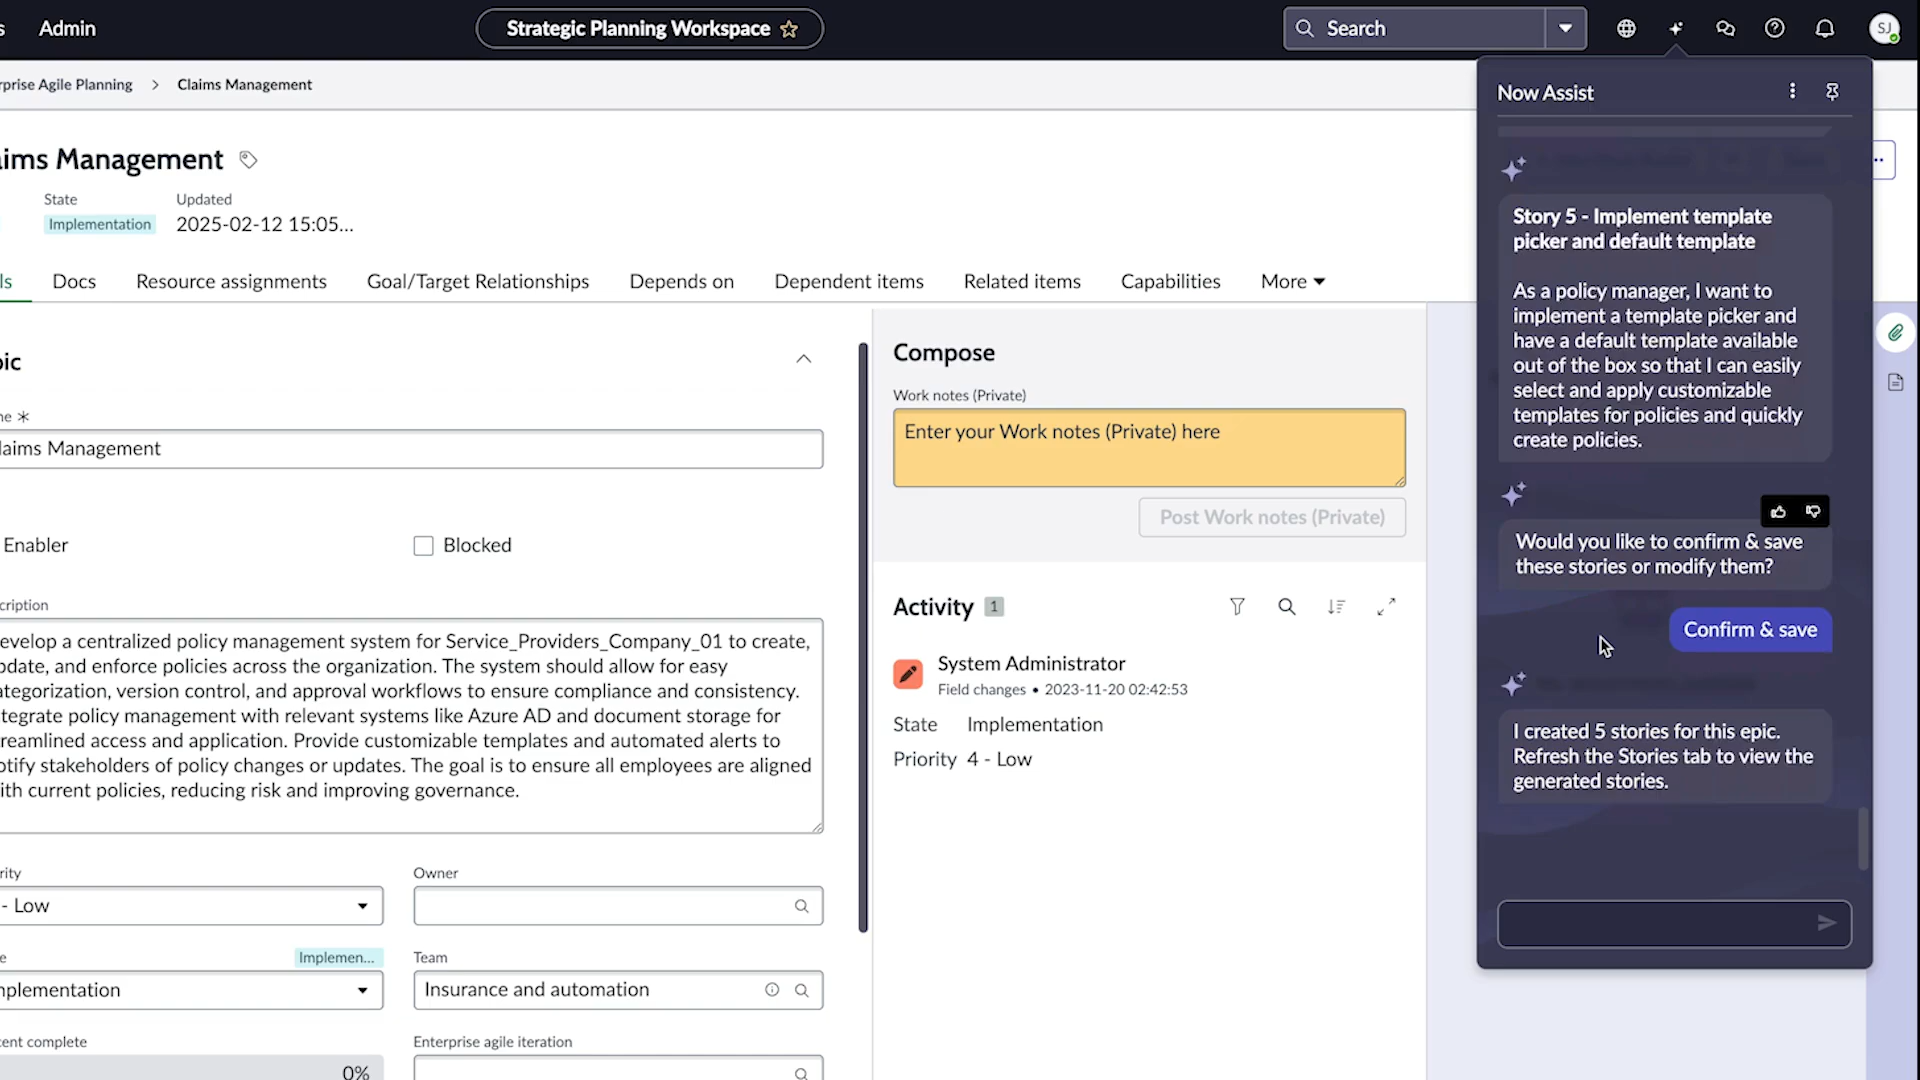 Admin
Strategic Planning Workspace
Search
SJ
rprise Agile Planning > Claims Management
aims Management
State
Updated
Implementation
2025-02-12 15:05...
ls
Docs
Resource assignments
Goal/Target Relationships
Depends on
Dependent items
Related items
Capabilities
More
pic
me *
laims Management
Enabler
Blocked
cription
evelop a centralized policy management system for Service_Providers_Company_01 to create,
pdate, and enforce policies across the organization. The system should allow for easy
ategorization, version control, and approval workflows to ensure compliance and consistency.
ntegrate policy management with relevant systems like Azure AD and document storage for
reamlined access and application. Provide customizable templates and automated alerts to
otify stakeholders of policy changes or updates. The goal is to ensure all employees are aligned
ith current policies, reducing risk and improving governance.
rity
- Low
Owner
e
Implemen...
mplementation
Team
Insurance and automation
cent complete
0%
Enterprise agile iteration
Compose
Work notes (Private)
Enter your Work notes (Private) here
Post Work notes (Private)
Activity 1
System Administrator
Field changes • 2023-11-20 02:42:53
State Implementation
Priority 4 - Low
Now Assist
Story 5 - Implement template
picker and default template
As a policy manager, I want to
implement a template picker and
have a default template available
out of the box so that I can easily
select and apply customizable
templates for policies and quickly
create policies.
Would you like to confirm & save
these stories or modify them?
Confirm & save
I created 5 stories for this epic.
Refresh the Stories tab to view the
generated stories.